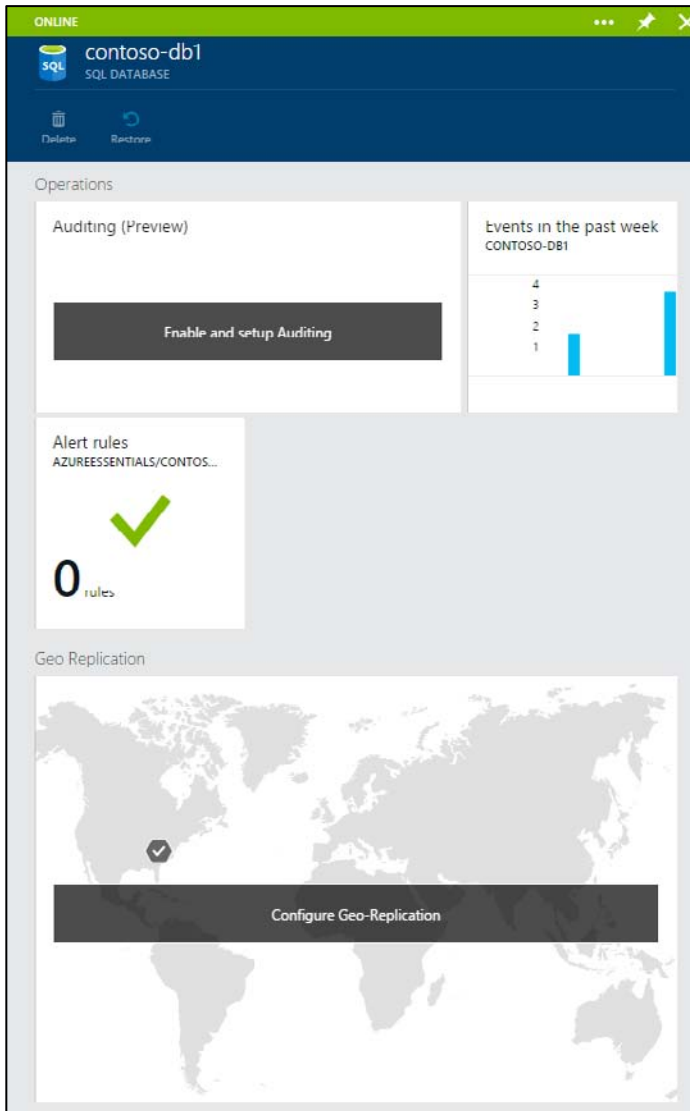 ONLINE
contoso-db1
SQL
SQL DATABASE
Delete
Restore
Operations
Auditing (Preview)
Enable and setup Auditing
Events in the past week
CONTOSO-DB1
4
3
2
1
Alert rules
AZUREESSENTIALS/CONTOS...
0 rules
Geo Replication
Configure Geo-Replication